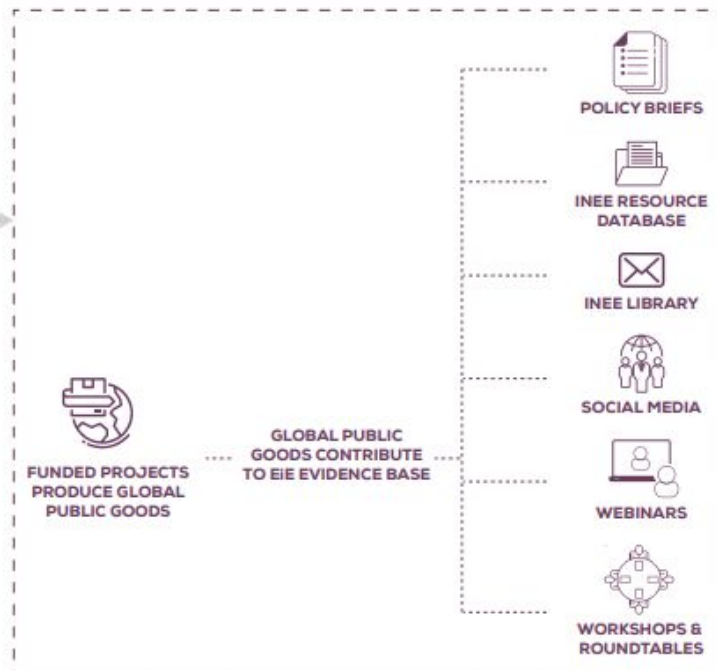 FUNDED PROJECTS
PRODUCE GLOBAL
PUBLIC GOODS
GLOBAL PUBLIC
GOODS CONTRIBUTE
TO EiE EVIDENCE BASE
POLICY BRIEFS
INEE RESOURCE
DATABASE
INEE LIBRARY
SOCIAL MEDIA
WEBINARS
WORKSHOPS &
ROUNDTABLES